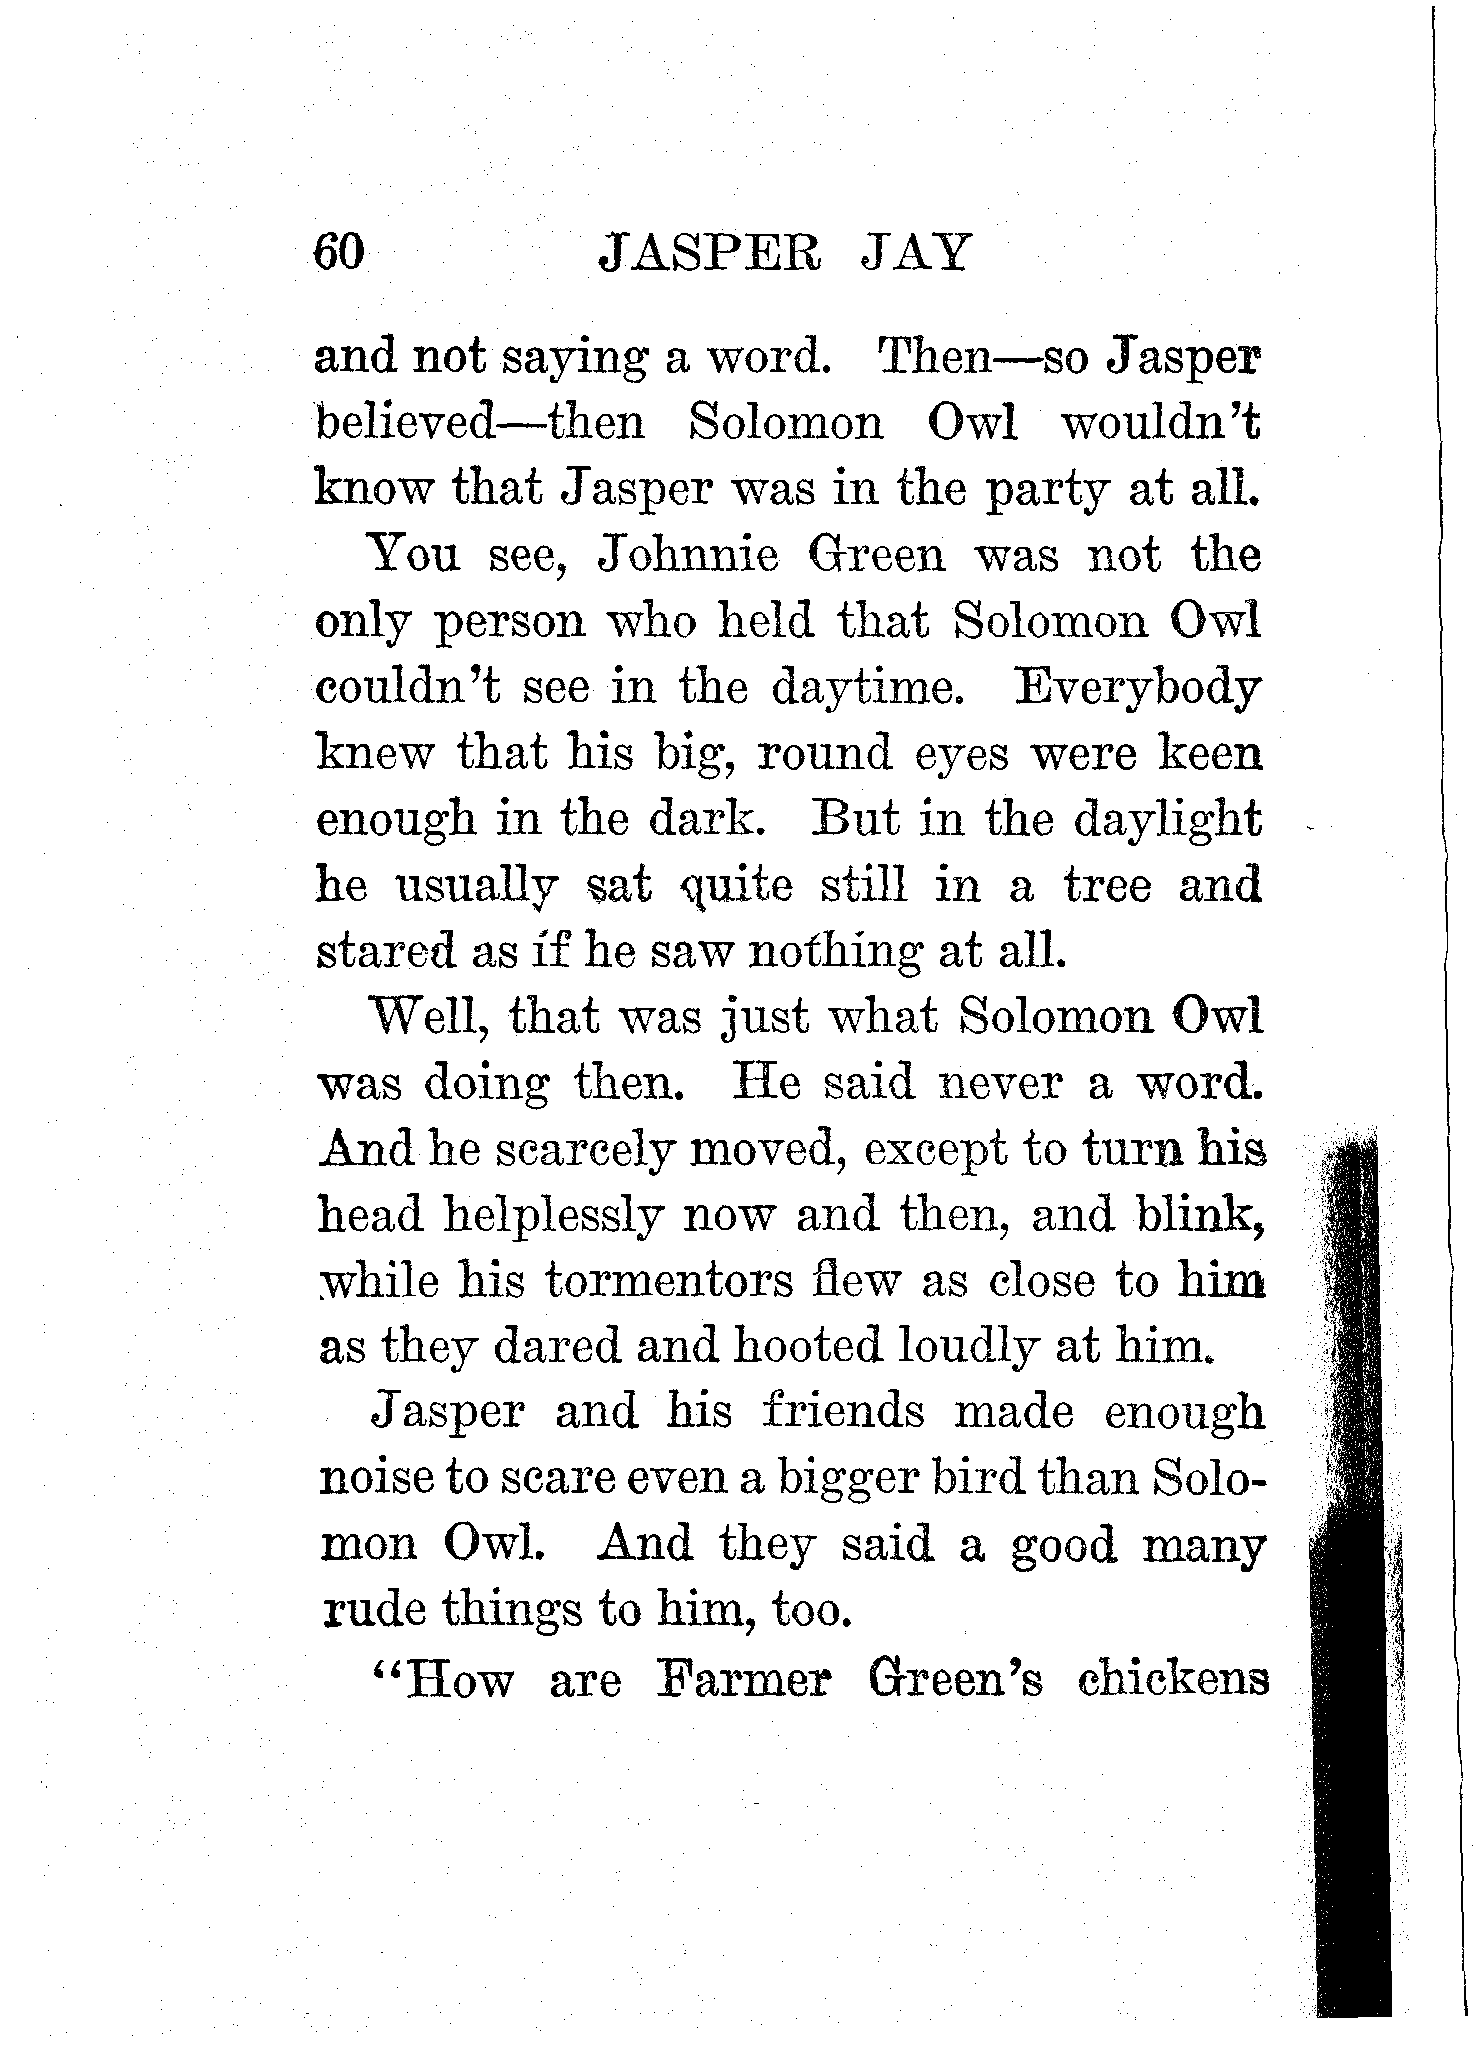 60 JASPER JAY
and not saying a word. Then—so Jasper
believed—then Solomon Owl wouldn't
know that Jasper was in the party at all.
You see, Johnnie Green was not the
only person who held that Solomon Owl
couldn't see in the daytime. Everybody
knew that his big, round eyes were keen
enough in the dark. But in the daylight
he usually sat quite still in a tree and
stared as if he saw nothing at all.
Well, that was just what Solomon Owl
was doing then. He said never a word.
And he scarcely moved, except to turn his
head helplessly now and then, and blink,
while his tormentors flew as close to him
as they dared and hooted loudly at him.
Jasper and his friends made enough
noise to scare even a bigger bird than Solo-
mon Owl. And they said a good many
rude things to him, too.
"How are Farmer Green's chickens